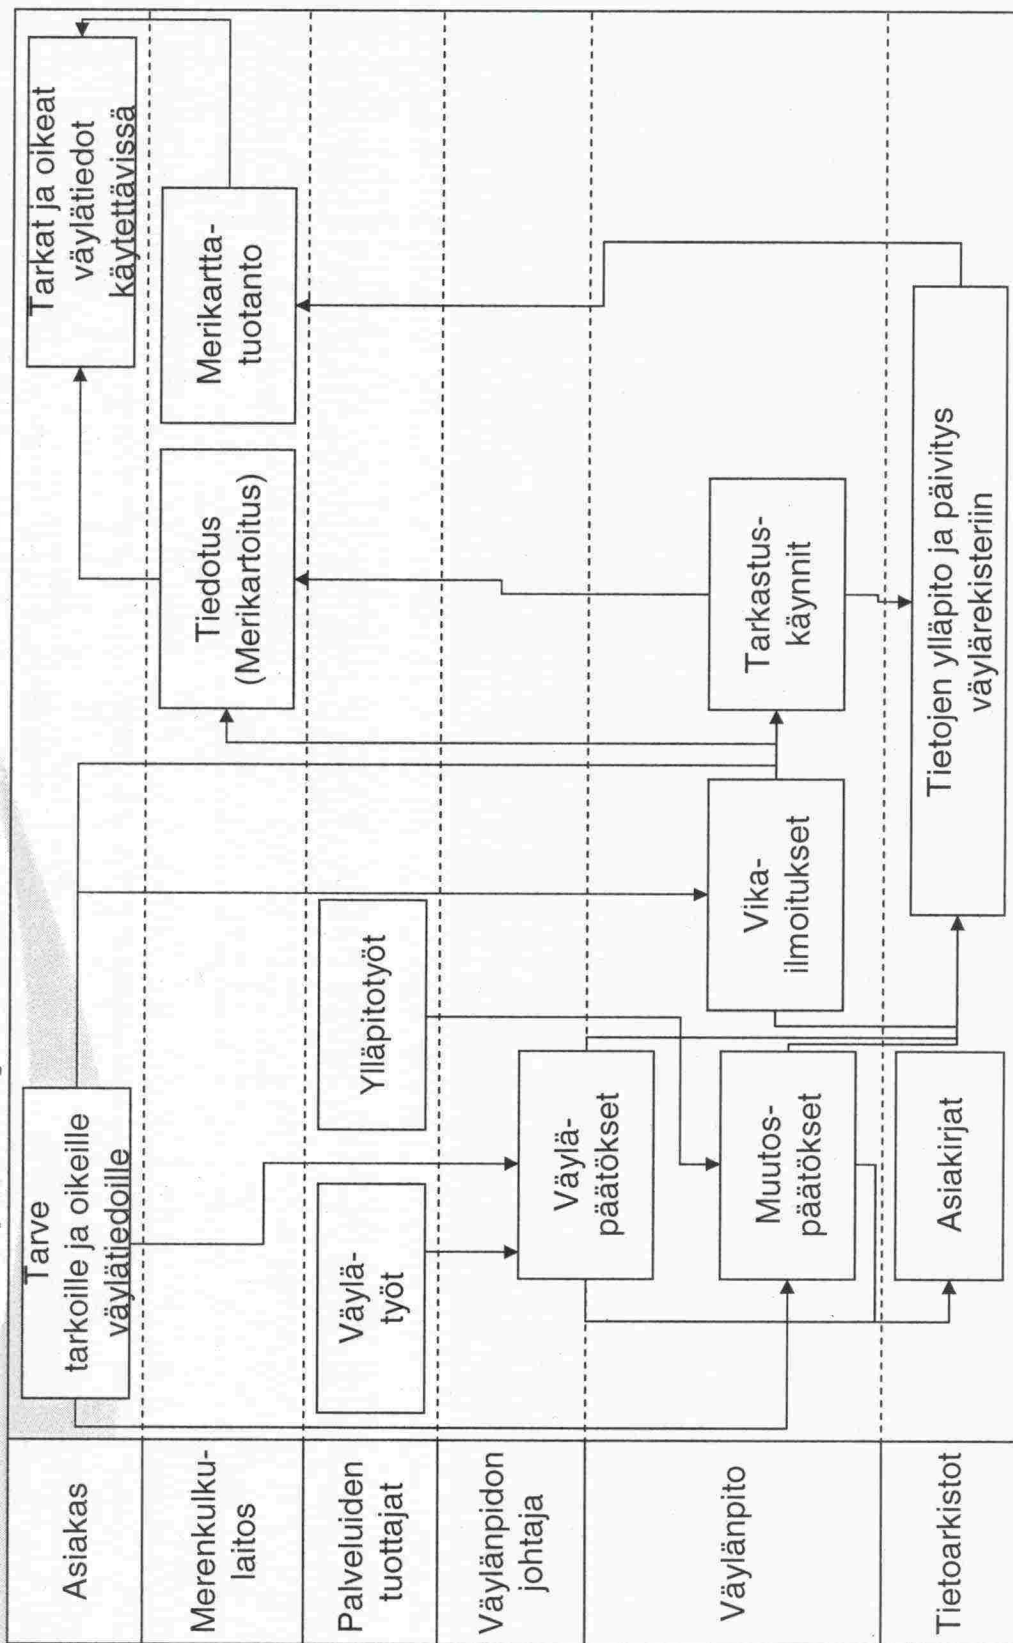 Asiakas
Tarve
tarkoille ja oikeille
väylätiedoille
Tarkat ja oikeat
väylätiedot
käytettävissä
Merenkulku-
laitos
Tiedotus
(Merikartoitus)
Merikartta-
tuotanto
Palveluiden
tuottajat
Väylä-
työt
Ylläpitotyöt
Väylänpidon
johtaja
Väylä-
päätökset
Väylänpito
Muutos-
päätökset
Vika-
ilmoitukset
Tarkastus-
käynnit
Tietoarkistot
Asiakirjat
Tietojen ylläpito ja päivitys
väylärekisteriin